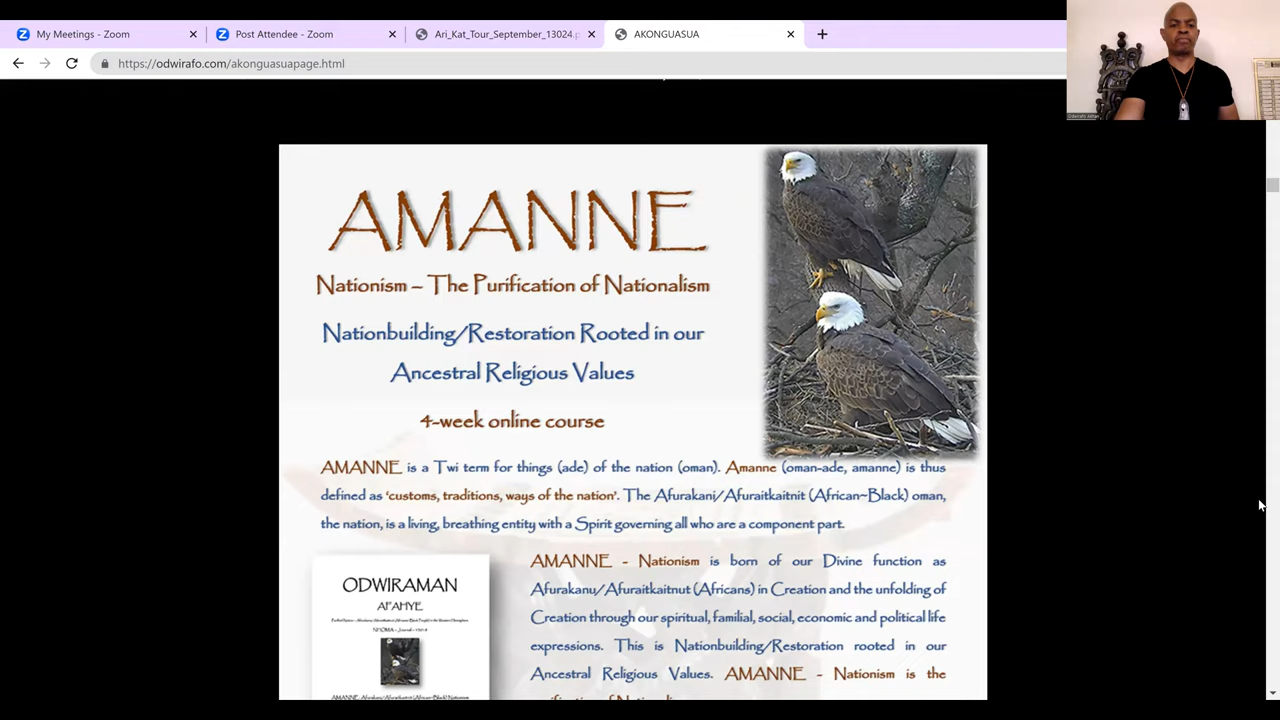 My Meetings - Zoom
Post Attendee - Zoom
Ari_Kat_Tour_September_13024.p
AKONGUASUA
https://odwirafo.com/akonguasuapage.html
AMANNE
Nationism – The Purification of Nationalism
Nationbuilding/Restoration Rooted in our
Ancestral Religious Values
4-week online course
AMANNE is a Twi term for things (ade) of the nation (oman). Amanne (oman-ade, amanne) is thus
defined as ‘customs, traditions, ways of the nation’. The Afurakani/Afuraitkaitnit (African~Black) oman,
the nation, is a living, breathing entity with a Spirit governing all who are a component part.
AMANNE - Nationism is born of our Divine function as
Afurakanu/Afuraitkaitnut (Africans) in Creation and the unfolding of
Creation through our spiritual, familial, social, economic and political life
expressions. This is Nationbuilding/Restoration rooted in our
Ancestral Religious Values. AMANNE - Nationism is the
ODWIRAMAN
AFAHYE